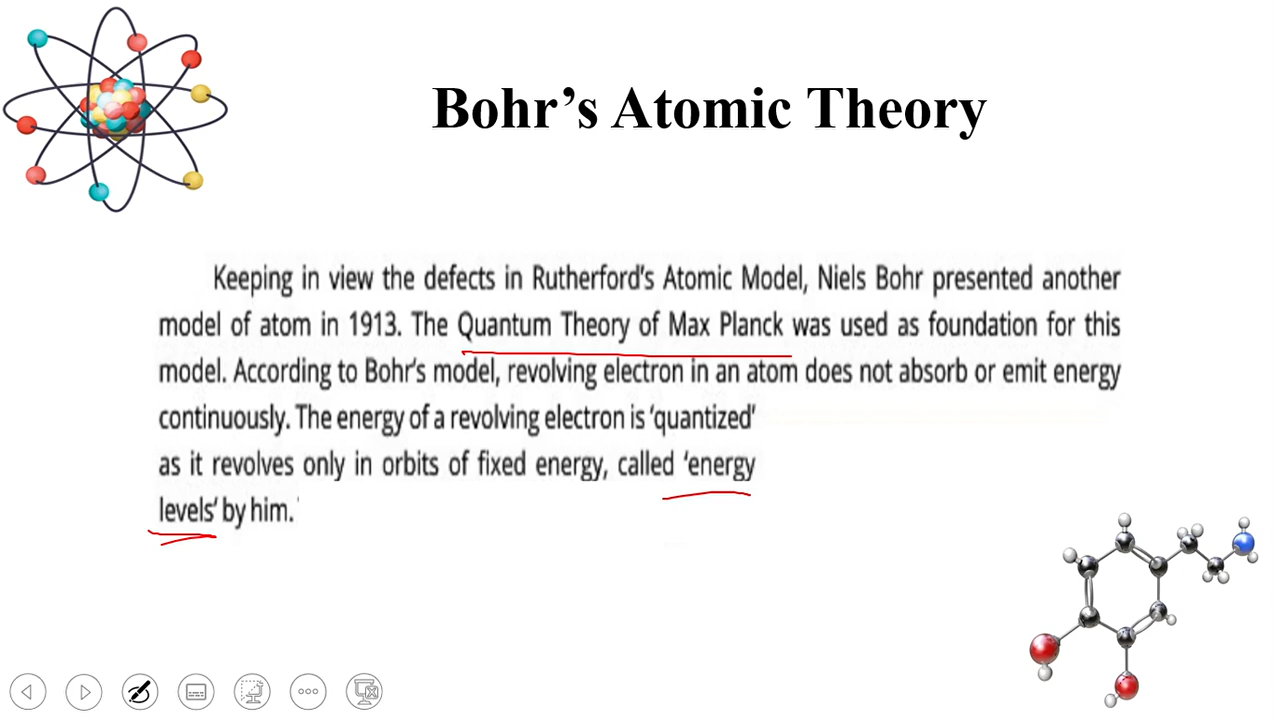 Bohr’s Atomic Theory
Keeping in view the defects in Rutherford's Atomic Model, Niels Bohr presented another
model of atom in 1913. The Quantum Theory of Max Planck was used as foundation for this
model. According to Bohr's model, revolving electron in an atom does not absorb or emit energy
continuously. The energy of a revolving electron is ‘quantized’
as it revolves only in orbits of fixed energy, called ‘energy
levels’ by him.